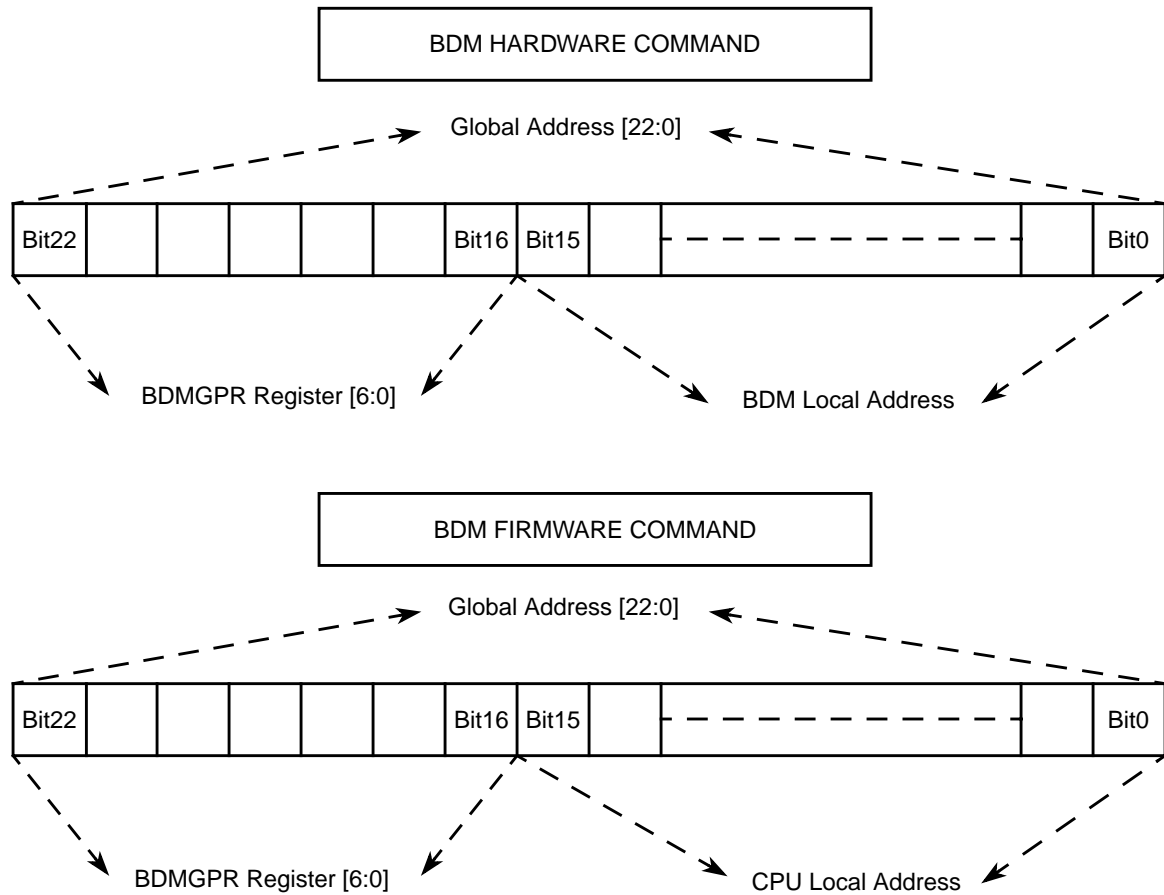 BDM HARDWARE COMMAND
Global Address [22:0]
Bit22 Bit16 Bit15 Bit0
BDMGPR Register [6:0] BDM Local Address
BDM FIRMWARE COMMAND
Global Address [22:0]
Bit22 Bit16 Bit15 Bit0
BDMGPR Register [6:0] CPU Local Address